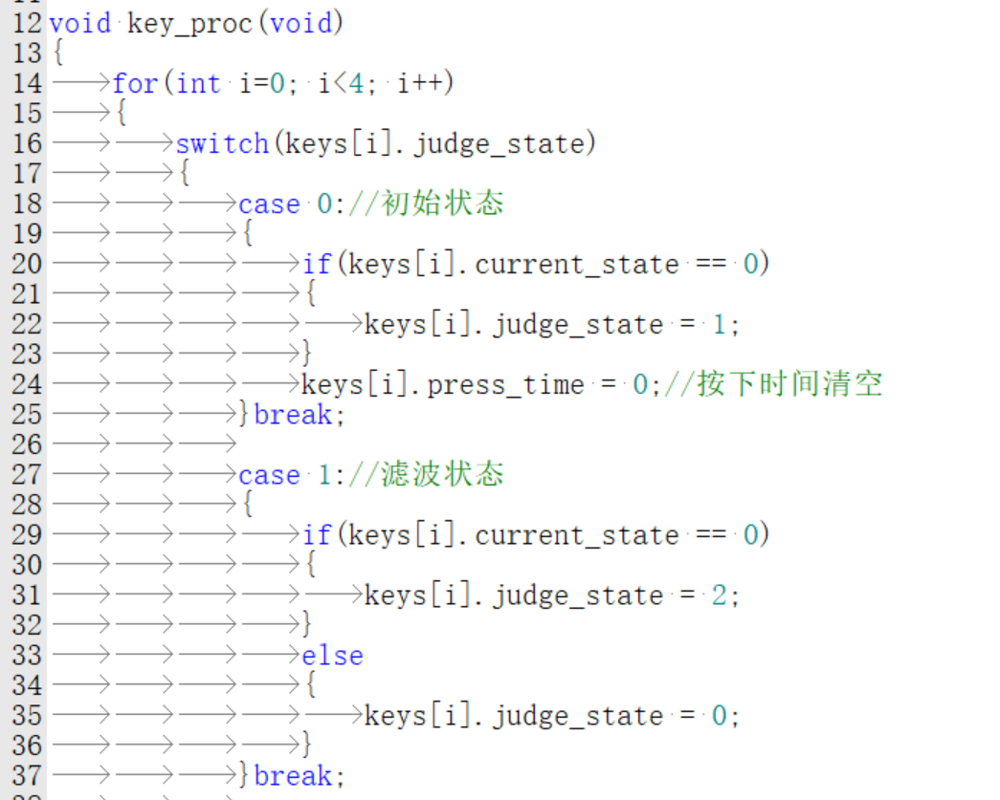 12 void key_proc(void)
13 {
14 for(int i=0; i<4; i++)
15 {
16 switch(keys[i].judge_state)
17 {
18 case 0://初始状态
19 {
20 if(keys[i].current_state == 0)
21 {
22 keys[i].judge_state = 1;
23 }
24 keys[i].press_time = 0;//按下时间清空
25 }break;
26
27 case 1://滤波状态
28 {
29 if(keys[i].current_state == 0)
30 {
31 keys[i].judge_state = 2;
32 }
33 else
34 {
35 keys[i].judge_state = 0;
36 }
37 }break;